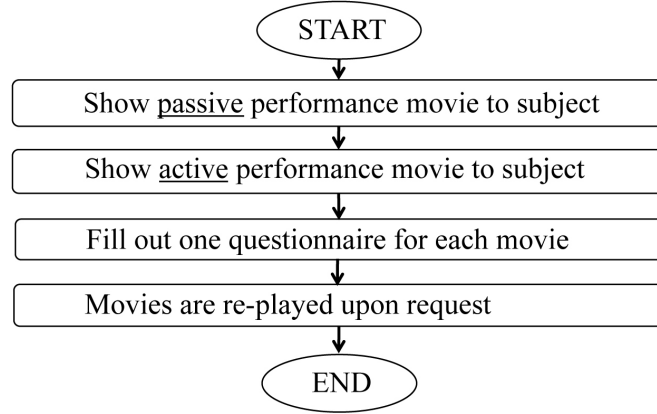 START
Show passive performance movie to subject
Show active performance movie to subject
Fill out one questionnaire for each movie
Movies are re-played upon request
END